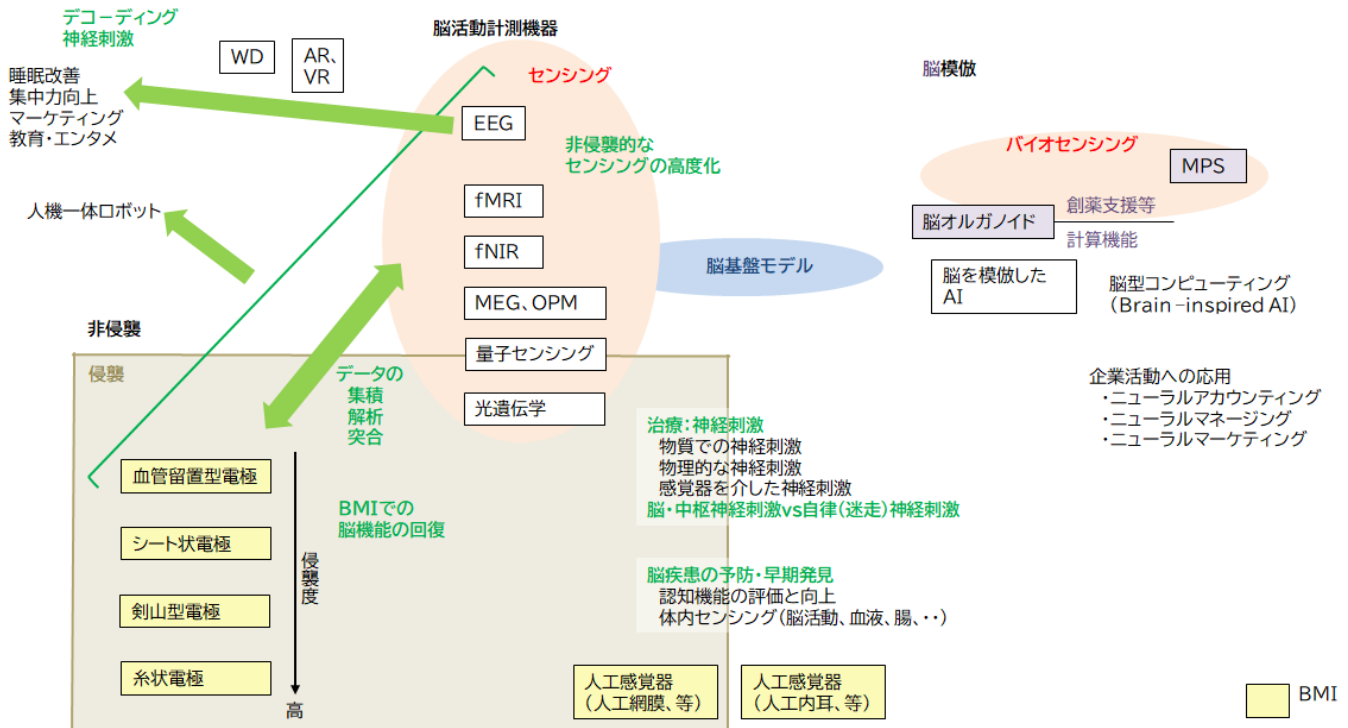 デコーディング
神経刺激
WD
AR、
VR
脳活動計測機器
センシング
脳模倣
睡眠改善
集中力向上
マーケティング
教育・エンタメ
EEG
非侵襲的な
センシングの高度化
バイオセンシング
MPS
fMRI
人機一体ロボット
脳オルガノイド
創薬支援等
計算機能
fNIR
脳基盤モデル
脳を模倣した
AI
脳型コンピューティング
（Brain-inspired AI）
MEG、OPM
非侵襲
量子センシング
侵襲
データの
集積
解析
突合
光遺伝学
企業活動への応用
・ニューラルアカウンティング
・ニューラルマネージング
・ニューラルマーケティング
治療：神経刺激
物質での神経刺激
物理的な神経刺激
感覚器を介した神経刺激
脳・中枢神経刺激vs自律（迷走）神経刺激
血管留置型電極
BMIでの
脳機能の回復
シート状電極
侵襲度
脳疾患の予防・早期発見
認知機能の評価と向上
体内センシング（脳活動、血液、腸、・・）
剣山型電極
糸状電極
高
人工感覚器
（人工網膜、等）
人工感覚器
（人工内耳、等）
BMI